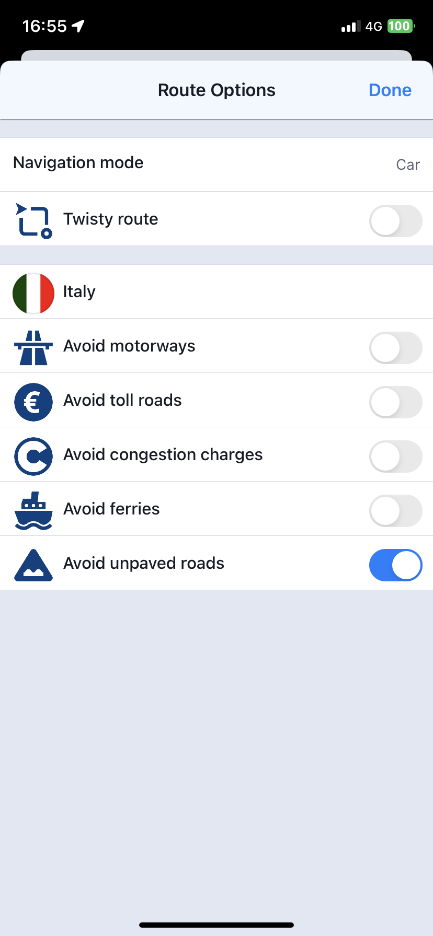 16:55
4G 100
Route Options
Done
Navigation mode
Car
Twisty route
Italy
Avoid motorways
€
Avoid toll roads
C
Avoid congestion charges
Avoid ferries
Avoid unpaved roads